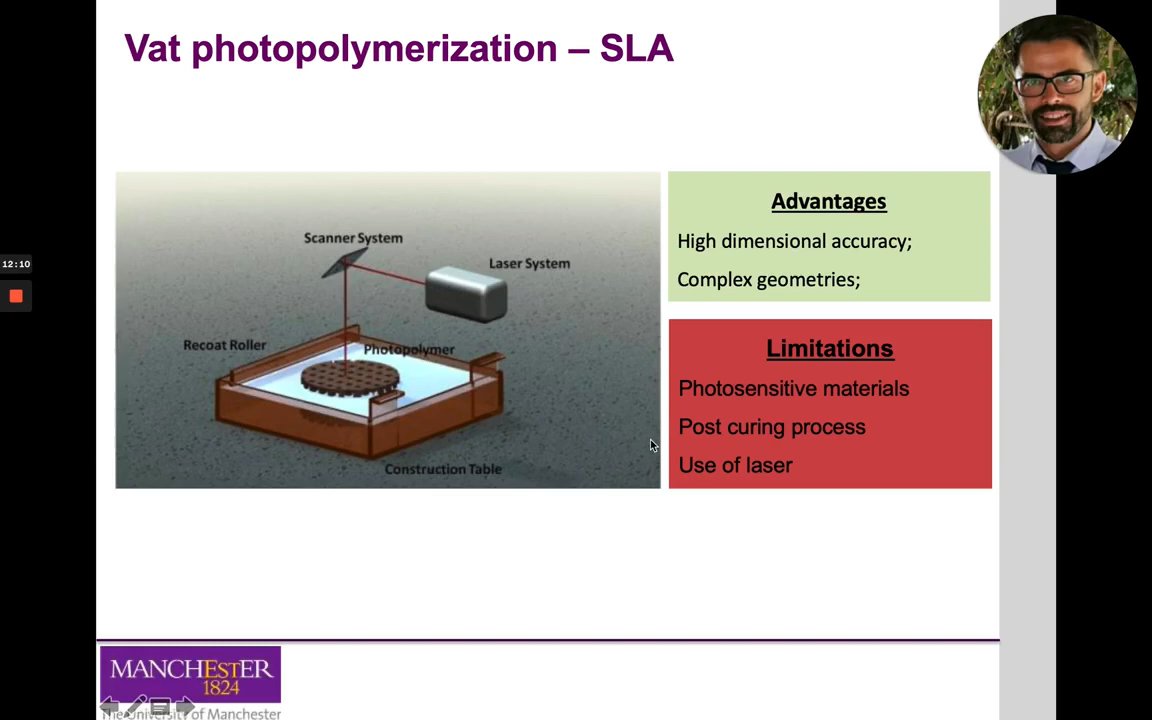 Vat photopolymerization – SLA
Scanner System
Laser System
Recoat Roller
Photopolymer
Construction Table
Advantages
High dimensional accuracy;
Complex geometries;
Limitations
Photosensitive materials
Post curing process
Use of laser
12:10
MANCHESTER
1824
The University of Manchester